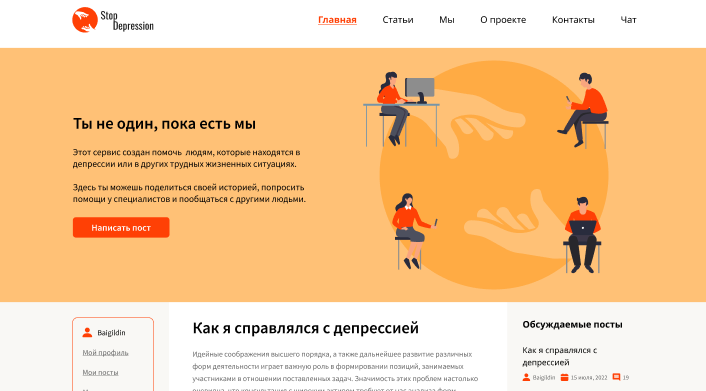 Stop
Depression
Главная
Статьи
Мы
О проекте
Контакты
Чат
Ты не один, пока есть мы
Этот сервис создан помочь людям, которые находятся в
депрессии или в других трудных жизненных ситуациях.
Здесь ты можешь поделиться своей историей, попросить
помощи у специалистов и пообщаться с другими людьми.
Написать пост
Baigildin
Мой профиль
Мои посты
Как я справлялся с депрессией
Идейные соображения высшего порядка, а также дальнейшее развитие различных
форм деятельности играет важную роль в формировании позиций, занимаемых
участниками в отношении поставленных задач. Значимость этих проблем настолько
Обсуждаемые посты
Как я справлялся с
депрессией
Baigildin 15 июля, 2022 19